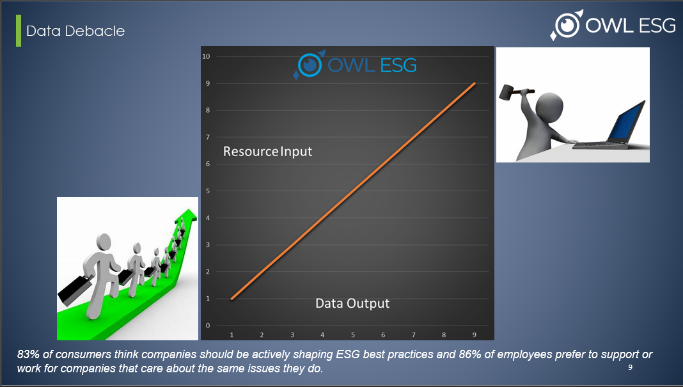 Data Debacle
OWL ESG
OWL ESG
10
9
8
7
6
5
4
3
2
1
0
Resource Input
Data Output
1 2 3 4 5 6 7 8 9
83% of consumers think companies should be actively shaping ESG best practices and 86% of employees prefer to support or
work for companies that care about the same issues they do.
9